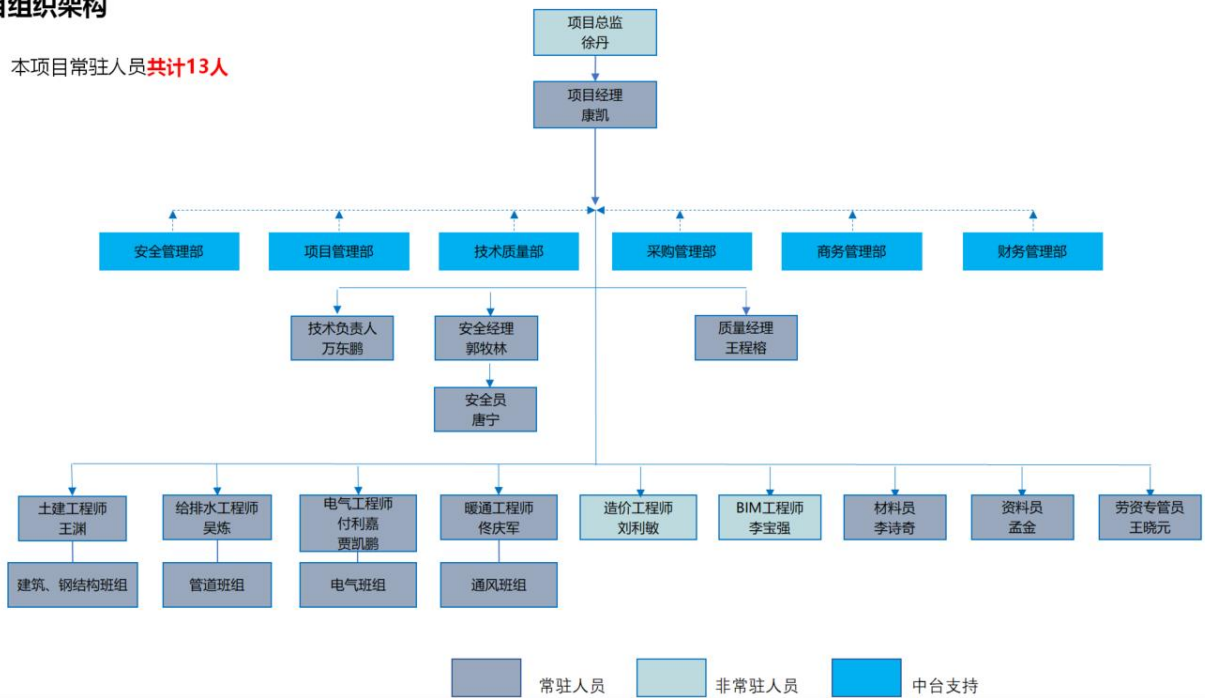 目组织架构
本项目常驻人员共计13人
项目总监
徐丹
项目经理
康凯
安全管理部
项目管理部
技术质量部
采购管理部
商务管理部
财务管理部
技术负责人
万东鹏
安全经理
郭牧林
质量经理
王程榕
安全员
唐宁
土建工程师
王渊
给排水工程师
吴炼
电气工程师
付利嘉
贾凯鹏
暖通工程师
佟庆军
造价工程师
刘利敏
BIM工程师
李宝强
材料员
李诗奇
资料员
孟金
劳资专管员
王晓元
建筑、钢结构班组
管道班组
电气班组
通风班组
常驻人员
非常驻人员
中台支持